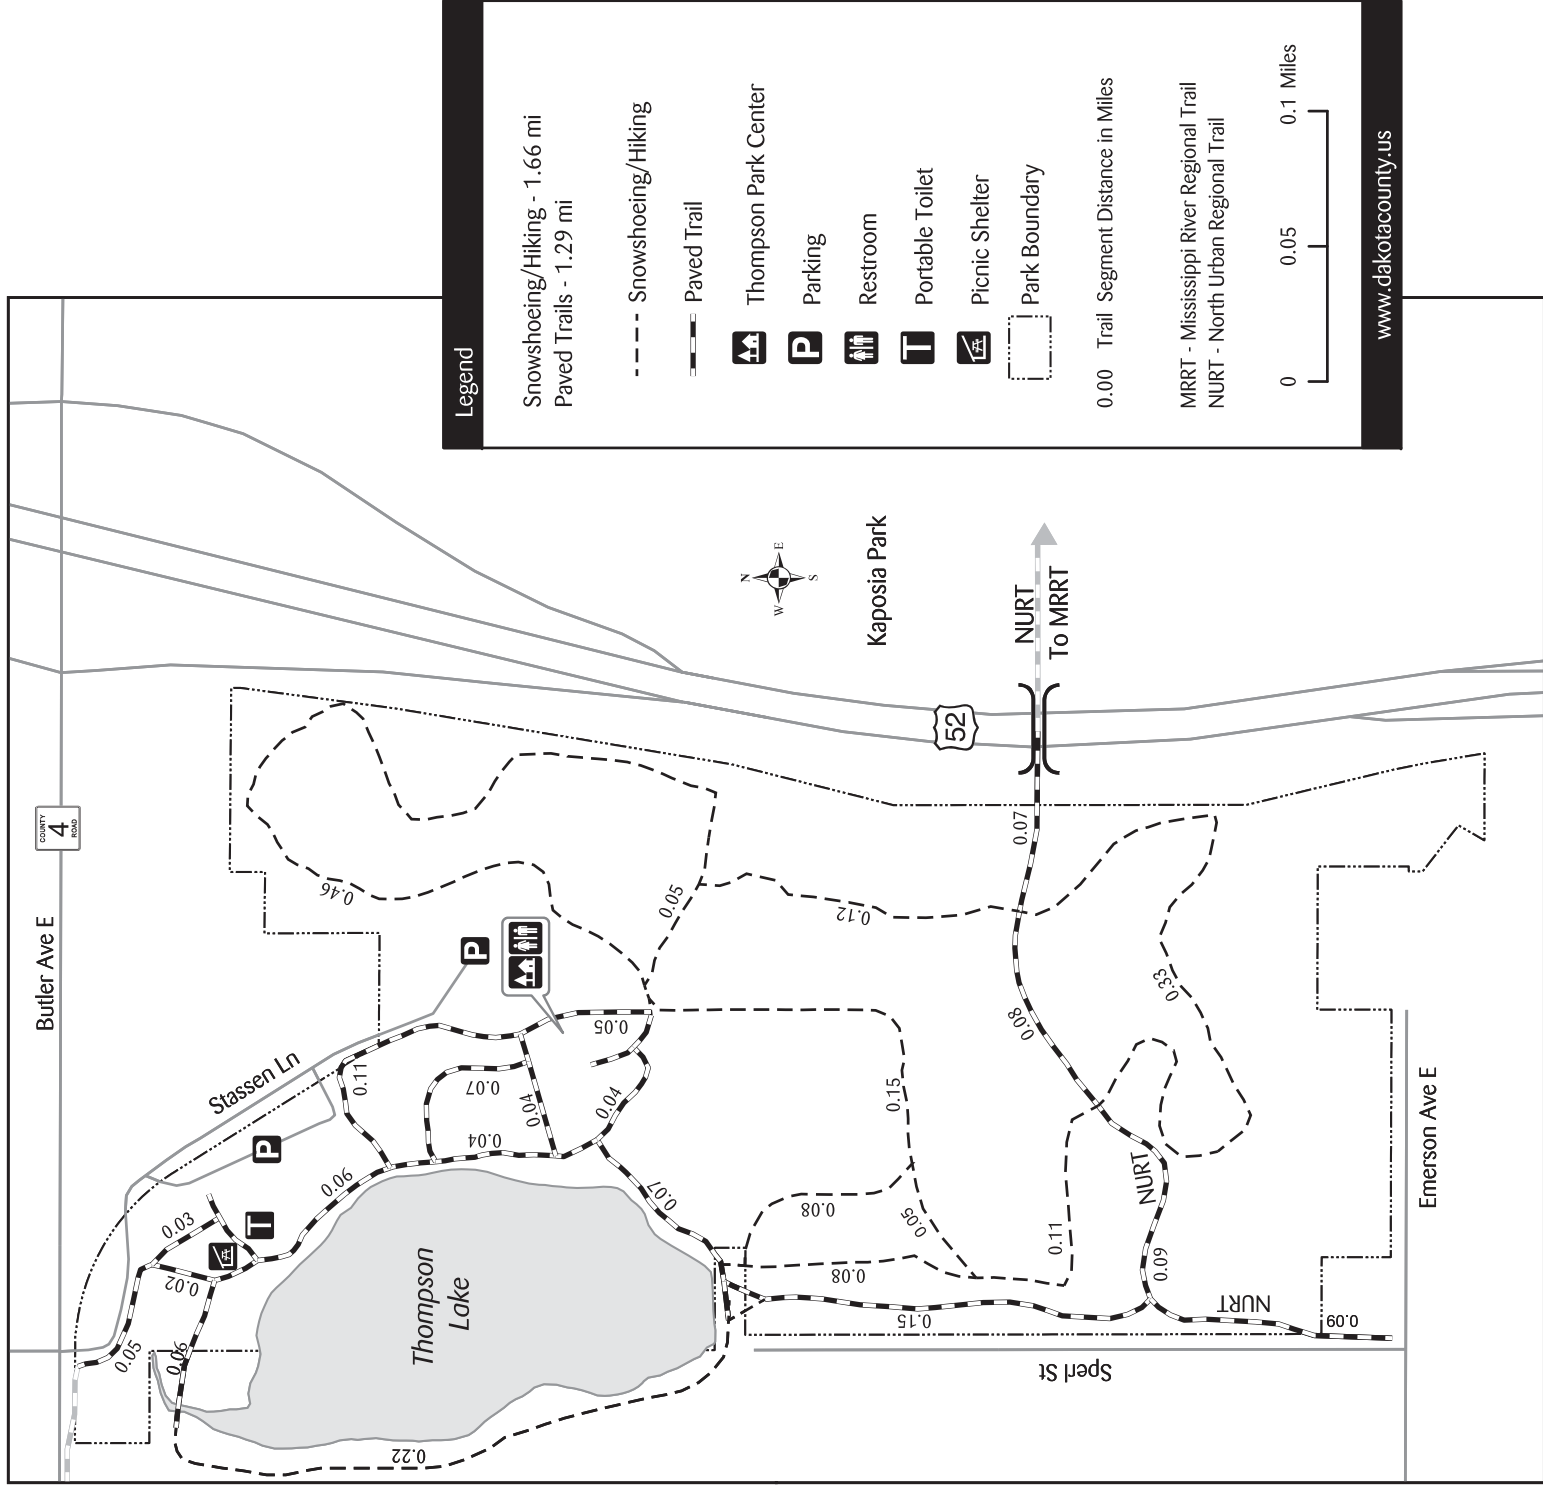 Legend
Snowshoeing/Hiking - 1.66 mi
Paved Trails - 1.29 mi
Snowshoeing/Hiking
Paved Trail
Thompson Park Center
P Parking
Restroom
T Portable Toilet
Picnic Shelter
Park Boundary
0.00 Trail Segment Distance in Miles
MRRT - Mississippi River Regional Trail
NURT - North Urban Regional Trail
0 0.05 0.1 Miles
www.dakotacounty.us
Butler Ave E
COUNTY
4
ROAD
Stassen Ln
P
P
T
Thompson
Lake
N
W E
S
Kaposia Park
52
NURT
To MRRT
NURT
NURT
Sperl St
Emerson Ave E
0.05
0.06
0.02
0.03
0.06
0.11
0.07
0.04
0.04
0.04
0.05
0.07
0.22
0.46
0.05
0.12
0.15
0.08
0.05
0.08
0.11
0.15
0.33
0.07
0.08
0.09
0.09